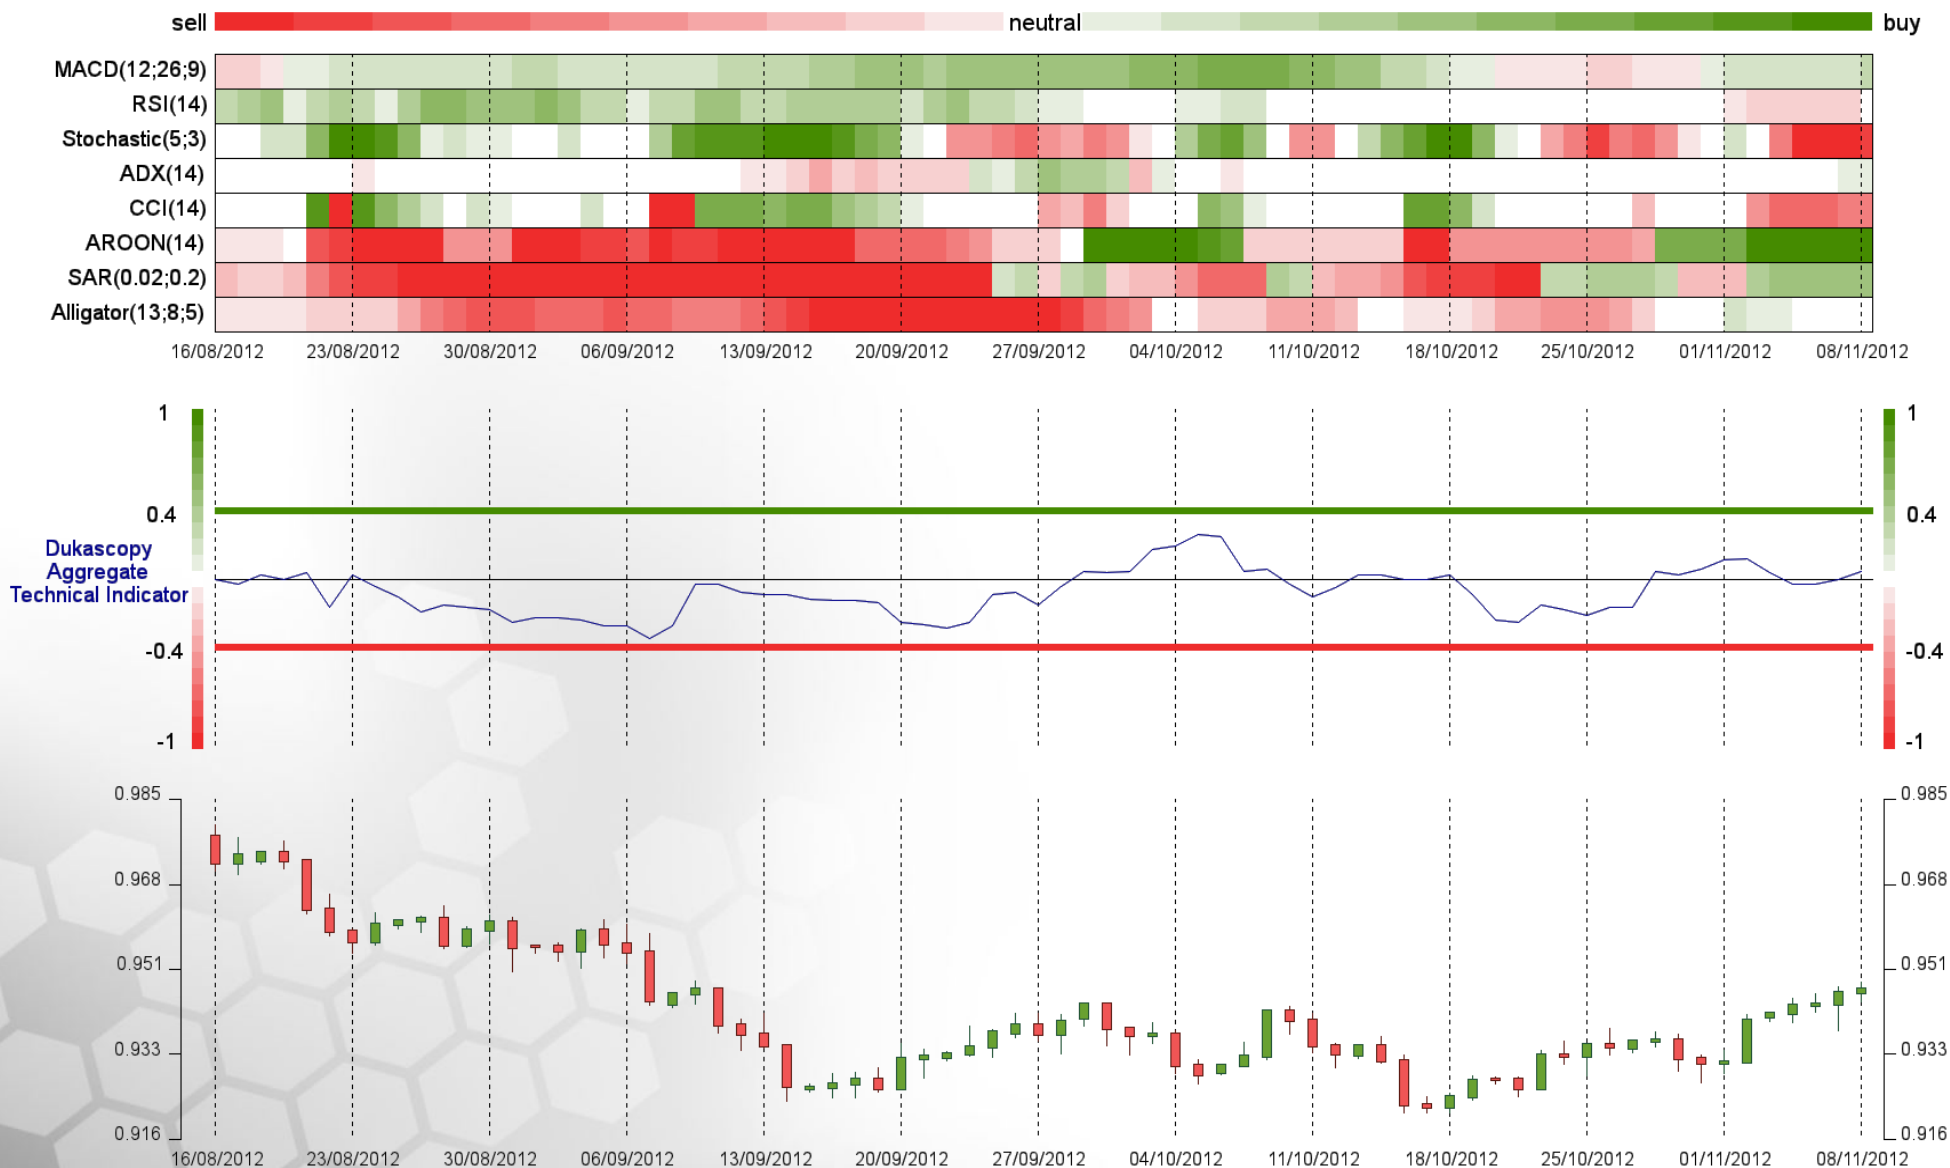 sell neutral buy
MACD(12;26;9)
RSI(14)
Stochastic(5;3)
ADX(14)
CCI(14)
AROON(14)
SAR(0.02;0.2)
Alligator(13;8;5)
16/08/2012 23/08/2012 30/08/2012 06/09/2012 13/09/2012 20/09/2012 27/09/2012 04/10/2012 11/10/2012 18/10/2012 25/10/2012 01/11/2012 08/11/2012
1 1
0.4 0.4
Dukascopy
Aggregate
Technical Indicator
-0.4 -0.4
-1 -1
0.985 0.985
0.968 0.968
0.951 0.951
0.933 0.933
0.916 0.916
16/08/2012 23/08/2012 30/08/2012 06/09/2012 13/09/2012 20/09/2012 27/09/2012 04/10/2012 11/10/2012 18/10/2012 25/10/2012 01/11/2012 08/11/2012